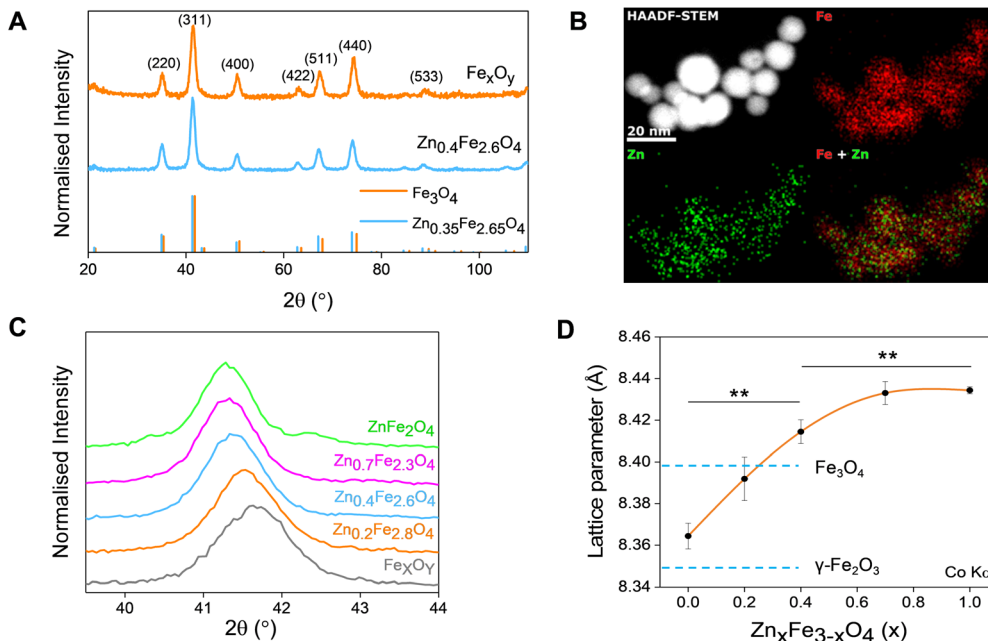 A
(311)
(220)
(400)
(422)
(511)
(440)
(533)
FexOy
Zn0.4Fe2.6O4
Fe3O4
Zn0.35Fe2.65O4
Normalised Intensity
20 40 60 80 100
2θ (°)
B
HAADF-STEM
Fe
20 nm
Zn
Fe + Zn
C
ZnFe2O4
Zn0.7Fe2.3O4
Zn0.4Fe2.6O4
Zn0.2Fe2.8O4
FeXOY
Normalised Intensity
40 41 42 43 44
2θ (°)
D
8.46
8.44
8.42
8.40
8.38
8.36
8.34
**
**
Fe3O4
γ-Fe2O3
Co Kα
Lattice parameter (Å)
0.0 0.2 0.4 0.6 0.8 1.0
ZnxFe3-xO4 (x)